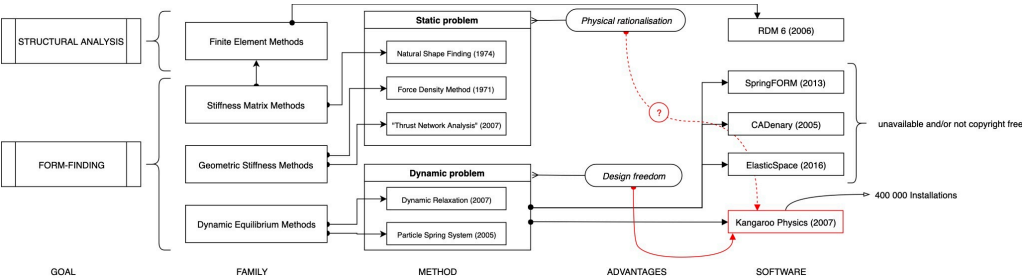 STRUCTURAL ANALYSIS
FORM-FINDING
GOAL
Finite Element Methods
Stiffness Matrix Methods
Geometric Stiffness Methods
Dynamic Equilibrium Methods
FAMILY
Static problem
Natural Shape Finding (1974)
Force Density Method (1971)
"Thrust Network Analysis" (2007)
Dynamic problem
Dynamic Relaxation (2007)
Particle Spring System (2005)
METHOD
Physical rationalisation
?
Design freedom
ADVANTAGES
RDM 6 (2006)
SpringFORM (2013)
CADenary (2005)
ElasticSpace (2016)
Kangaroo Physics (2007)
SOFTWARE
unavailable and/or not copyright free
400 000 Installations